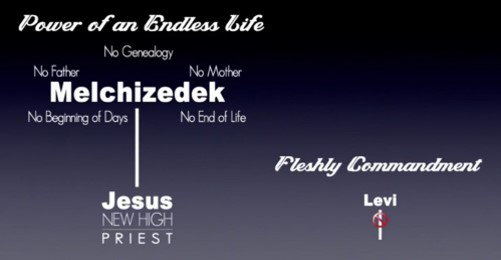 Power of an Endless Life
No Genealogy
No Father
No Mother
Melchizedek
No Beginning of Days
No End of Life
Jesus
NEW HIGH
PRIEST
Fleshly Commandment
Levi